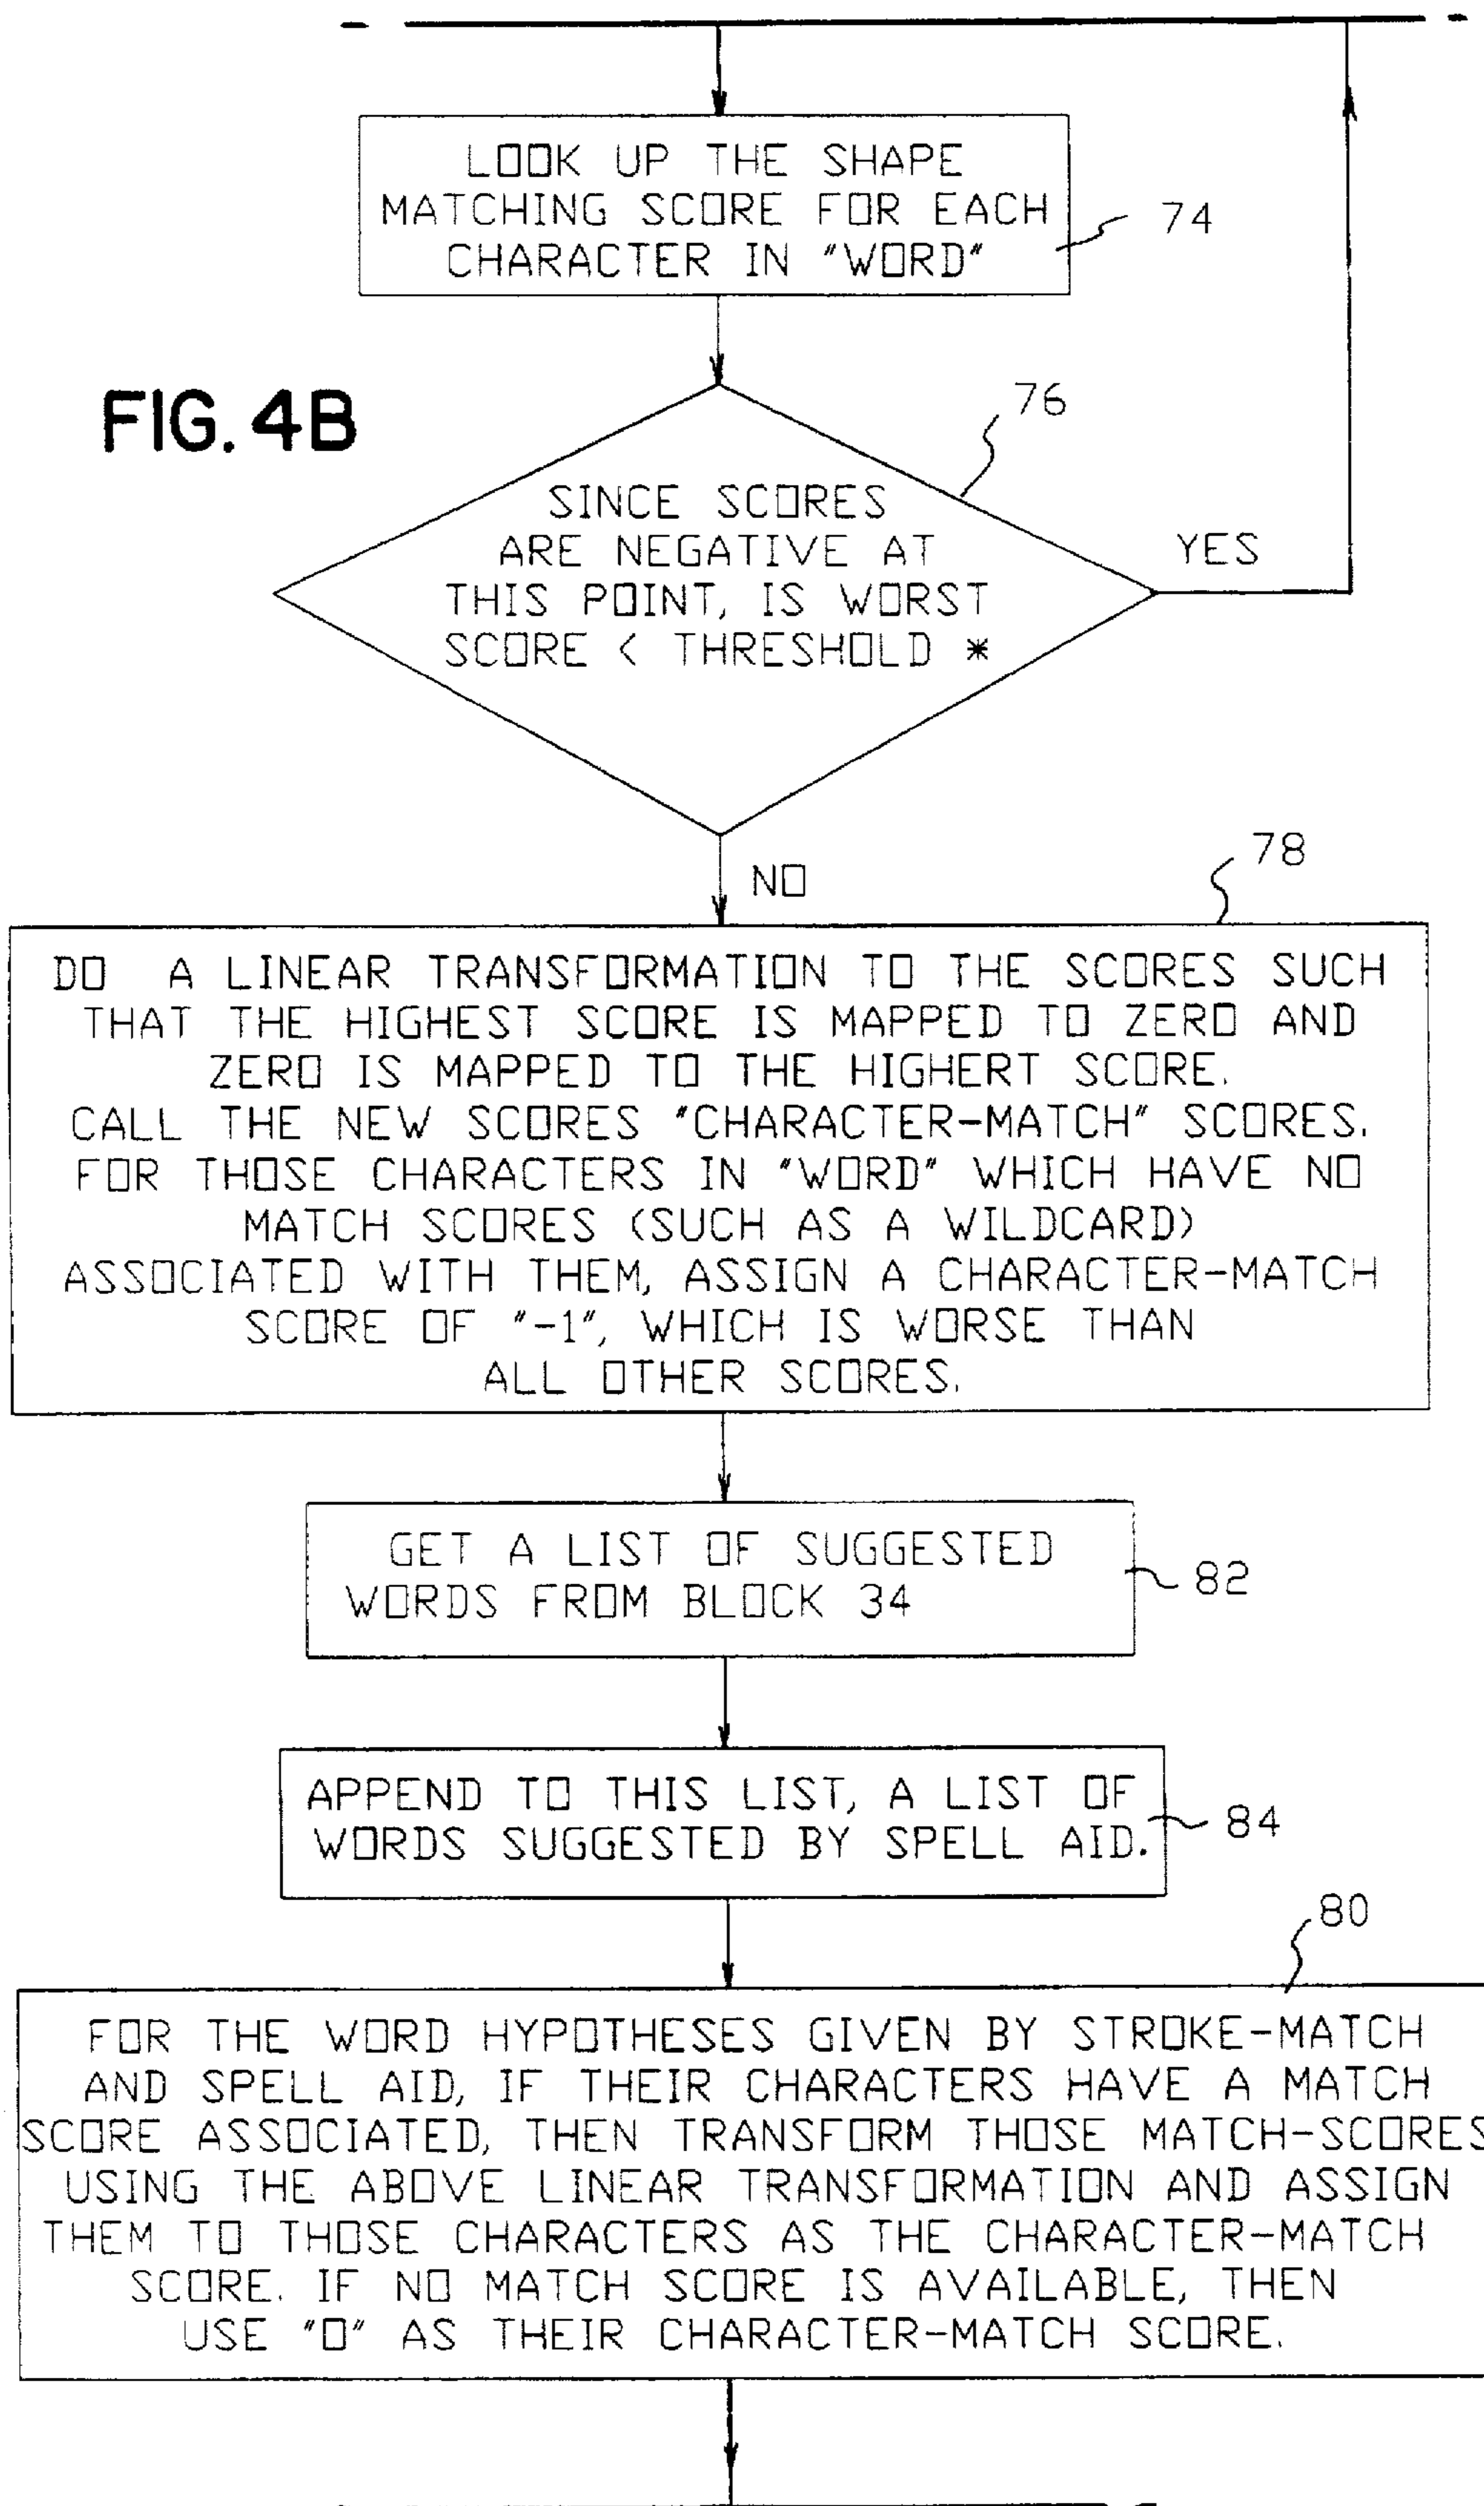 LOOK UP THE SHAPE
MATCHING SCORE FOR EACH
CHARACTER IN "WORD"
74
FIG. 4B
76
SINCE SCORES
ARE NEGATIVE AT
THIS POINT, IS WORST
SCORE < THRESHOLD *
YES
NO
78
DO A LINEAR TRANSFORMATION TO THE SCORES SUCH
THAT THE HIGHEST SCORE IS MAPPED TO ZERO AND
ZERO IS MAPPED TO THE HIGHERT SCORE.
CALL THE NEW SCORES "CHARACTER-MATCH" SCORES.
FOR THOSE CHARACTERS IN "WORD" WHICH HAVE NO
MATCH SCORES (SUCH AS A WILDCARD)
ASSOCIATED WITH THEM, ASSIGN A CHARACTER-MATCH
SCORE OF "-1", WHICH IS WORSE THAN
ALL OTHER SCORES.
GET A LIST OF SUGGESTED
WORDS FROM BLOCK 34
82
APPEND TO THIS LIST, A LIST OF
WORDS SUGGESTED BY SPELL AID.
84
80
FOR THE WORD HYPOTHESES GIVEN BY STROKE-MATCH
AND SPELL AID, IF THEIR CHARACTERS HAVE A MATCH
SCORE ASSOCIATED, THEN TRANSFORM THOSE MATCH-SCORES
USING THE ABOVE LINEAR TRANSFORMATION AND ASSIGN
THEM TO THOSE CHARACTERS AS THE CHARACTER-MATCH
SCORE. IF NO MATCH SCORE IS AVAILABLE, THEN
USE "0" AS THEIR CHARACTER-MATCH SCORE.